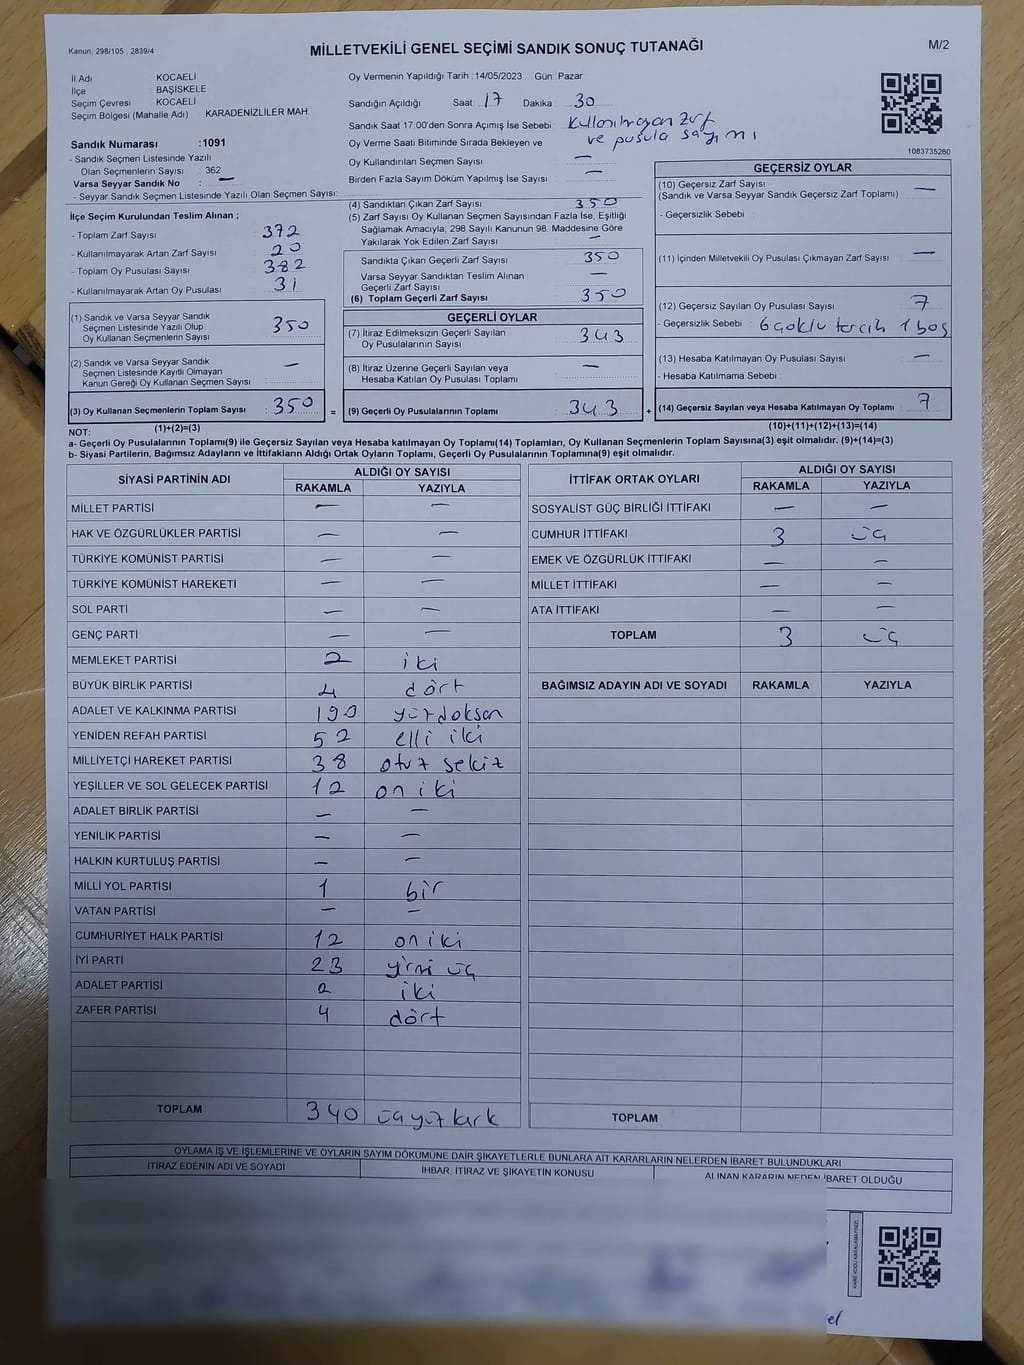 Kanun, 298/105 , 2839/4
MİLLETVEKİLİ GENEL SEÇİMİ SANDIK SONUÇ TUTANAĞI
M/2
İl Adı KOCAELİ
İlçe : BAŞİSKELE
Seçim Çevresi KOCAELİ
Seçim Bölgesi (Mahalle Adı) KARADENİZLİLER MAH.
Sandık Numarası :1091
- Sandık Seçmen Listesinde Yazılı
Olan Seçmenlerin Sayısı : 362
Varsa Seyyar Sandık No : —
- Seyyar Sandık Seçmen Listesinde Yazılı Olan Seçmen Sayısı:
Oy Vermenin Yapıldığı Tarih :14/05/2023 Gün: Pazar
Sandığın Açıldığı Saat: 17 Dakika : 30
Sandık Saat 17:00'den Sonra Açımış İse Sebebi : kullanılmayan zarf
ve pusula sayımı
Oy Verme Saati Bitiminde Sırada Bekleyen ve
Oy Kullandırılan Seçmen Sayısı : —
Birden Fazla Sayım Döküm Yapılmış İse Sayısı : —
1083735260
İlçe Seçim Kurulundan Teslim Alınan ;
- Toplam Zarf Sayısı : 372
- Kullanılmayarak Artan Zarf Sayısı : 20
- Toplam Oy Pusulası Sayısı : 382
- Kullanılmayarak Artan Oy Pusulası : 31
(1) Sandık ve Varsa Seyyar Sandık
Seçmen Listesinde Yazılı Olup
Oy Kullanan Seçmenlerin Sayısı : 350
(2) Sandık ve Varsa Seyyar Sandık
Seçmen Listesinde Kayıtlı Olmayan
Kanun Gereği Oy Kullanan Seçmen Sayısı : —
(3) Oy Kullanan Seçmenlerin Toplam Sayısı : 350 =
(1)+(2)=(3)
(4) Sandıktan Çıkan Zarf Sayısı : 350
(5) Zarf Sayısı Oy Kullanan Seçmen Sayısından Fazla İse, Eşitliği
Sağlamak Amacıyla, 298 Sayılı Kanunun 98. Maddesine Göre
Yakılarak Yok Edilen Zarf Sayısı : —
Sandıkta Çıkan Geçerli Zarf Sayısı : 350
Varsa Seyyar Sandıktan Teslim Alınan
Geçerli Zarf Sayısı : —
(6) Toplam Geçerli Zarf Sayısı : 350
GEÇERLİ OYLAR
(7) İtiraz Edilmeksizin Geçerli Sayılan
Oy Pusulalarının Sayısı : 343
(8) İtiraz Üzerine Geçerli Sayılan veya
Hesaba Katılan Oy Pusulası Toplamı : —
(9) Geçerli Oy Pusulalarının Toplamı : 343 +
GEÇERSİZ OYLAR
(10) Geçersiz Zarf Sayısı
(Sandık ve Varsa Seyyar Sandık Geçersiz Zarf Toplamı) : —
- Geçersizlik Sebebi :
(11) İçinden Milletvekili Oy Pusulası Çıkmayan Zarf Sayısı : —
(12) Geçersiz Sayılan Oy Pusulası Sayısı : 7
- Geçersizlik Sebebi : 6 çoklu tercih 1 boş
(13) Hesaba Katılmayan Oy Pusulası Sayısı : —
- Hesaba Katılmama Sebebi :
(14) Geçersiz Sayılan veya Hesaba Katılmayan Oy Toplamı : 7
(10)+(11)+(12)+(13)=(14)
NOT:
a- Geçerli Oy Pusulalarının Toplamı(9) ile Geçersiz Sayılan veya Hesaba katılmayan Oy Toplamı(14) Toplamları, Oy Kullanan Seçmenlerin Toplam Sayısına(3) eşit olmalıdır. (9)+(14)=(3)
b- Siyasi Partilerin, Bağımsız Adayların ve İttifakların Aldığı Ortak Oyların Toplamı, Geçerli Oy Pusulalarının Toplamına(9) eşit olmalıdır.
SİYASİ PARTİNİN ADI ALDIĞI OY SAYISI
RAKAMLA YAZIYLA
MİLLET PARTİSİ — —
HAK VE ÖZGÜRLÜKLER PARTİSİ — —
TÜRKİYE KOMÜNİST PARTİSİ — —
TÜRKİYE KOMÜNİST HAREKETİ — —
SOL PARTİ — —
GENÇ PARTİ — —
MEMLEKET PARTİSİ 2 iki
BÜYÜK BİRLİK PARTİSİ 4 dört
ADALET VE KALKINMA PARTİSİ 190 yüzdoksan
YENİDEN REFAH PARTİSİ 52 elli iki
MİLLİYETÇİ HAREKET PARTİSİ 38 otuz sekiz
YEŞİLLER VE SOL GELECEK PARTİSİ 12 on iki
ADALET BİRLİK PARTİSİ — —
YENİLİK PARTİSİ — —
HALKIN KURTULUŞ PARTİSİ — —
MİLLİ YOL PARTİSİ 1 bir
VATAN PARTİSİ — —
CUMHURİYET HALK PARTİSİ 12 on iki
İYİ PARTİ 23 yirmi üç
ADALET PARTİSİ 2 iki
ZAFER PARTİSİ 4 dört
TOPLAM 340 üç yüz kırk
İTTİFAK ORTAK OYLARI ALDIĞI OY SAYISI
RAKAMLA YAZIYLA
SOSYALİST GÜÇ BİRLİĞİ İTTİFAKI — —
CUMHUR İTTİFAKI 3 üç
EMEK VE ÖZGÜRLÜK İTTİFAKI — —
MİLLET İTTİFAKI — —
ATA İTTİFAKI — —
TOPLAM 3 üç
BAĞIMSIZ ADAYIN ADI VE SOYADI RAKAMLA YAZIYLA
TOPLAM
OYLAMA İŞ VE İŞLEMLERİNE VE OYLARIN SAYIM DÖKÜMÜNE DAİR ŞİKAYETLERLE BUNLARA AİT KARARLARIN NELERDEN İBARET BULUNDUKLARI
İTİRAZ EDENİN ADI VE SOYADI İHBAR, İTİRAZ VE ŞİKAYETİN KONUSU ALINAN KARARIN NEDEN İBARET OLDUĞU